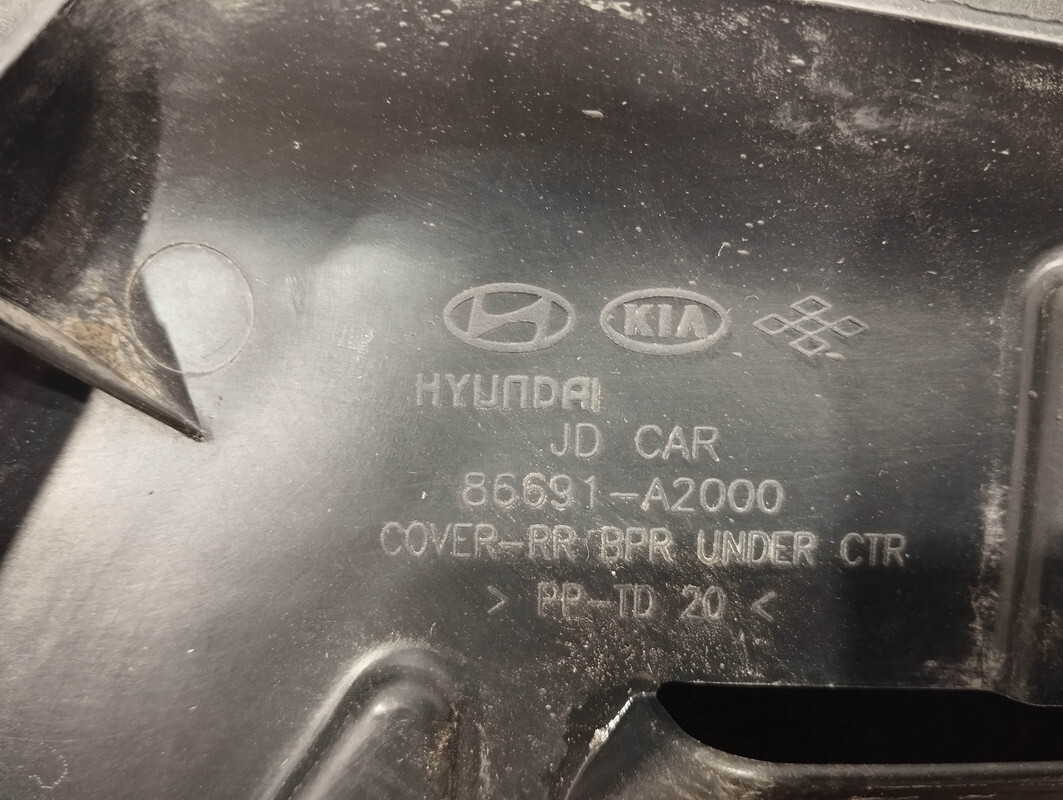 KIA
HYUNDAI
JD CAR
86691-A2000
COVER-RR BPR UNDER CTR
> PP-TD 20 <